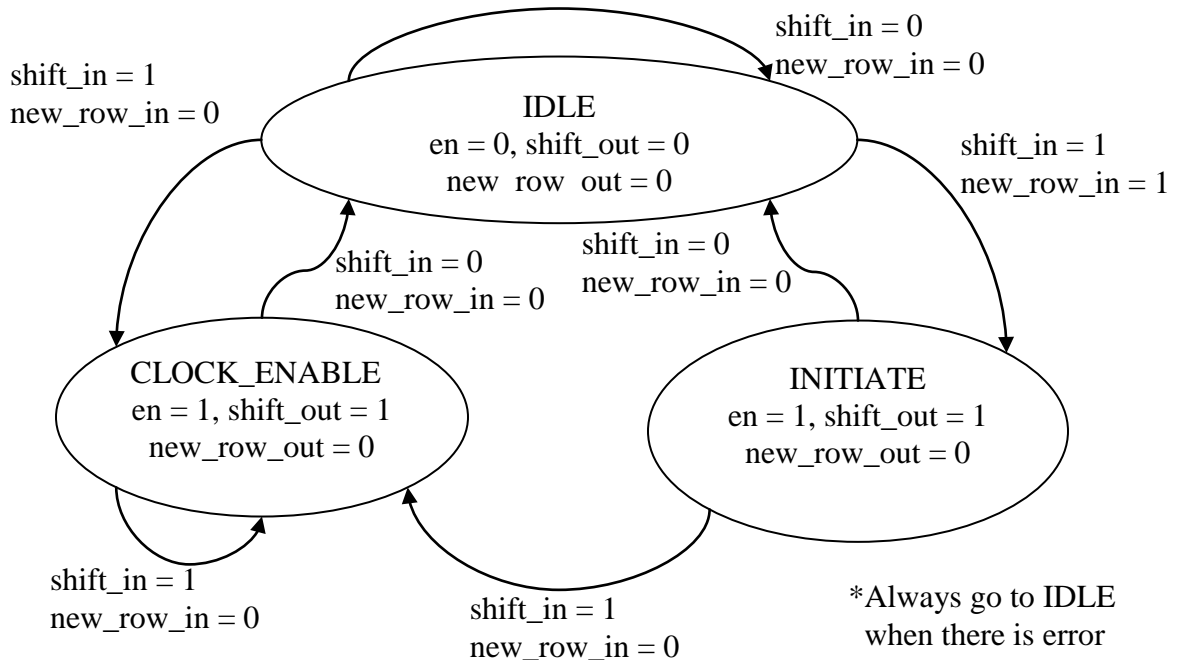 shift_in = 0
new_row_in = 0
shift_in = 1
new_row_in = 0
IDLE
en = 0, shift_out = 0
new row out = 0
shift_in = 1
new_row_in = 1
shift_in = 0
new_row_in = 0
shift_in = 0
new_row_in = 0
CLOCK_ENABLE
en = 1, shift_out = 1
new_row_out = 0
INITIATE
en = 1, shift_out = 1
new_row_out = 0
shift_in = 1
new_row_in = 0
shift_in = 1
new_row_in = 0
*Always go to IDLE
when there is error